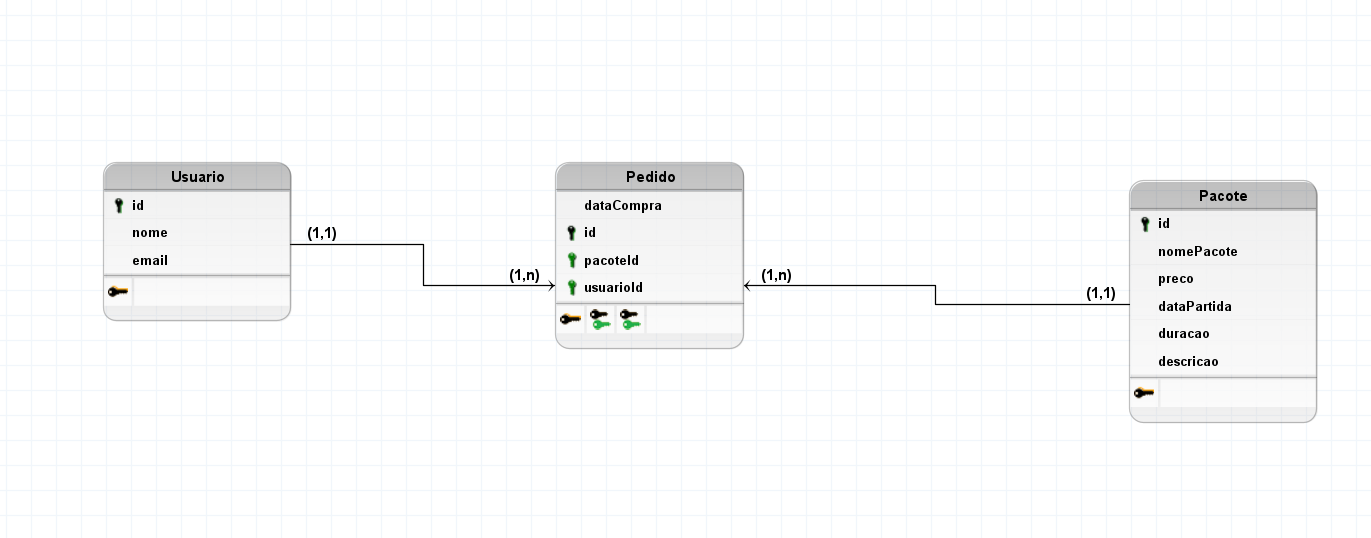 Usuario
id
nome
email
(1,1)
(1,n)
Pedido
dataCompra
id
pacoteId
usuarioId
(1,n)
(1,1)
Pacote
id
nomePacote
preco
dataPartida
duracao
descricao